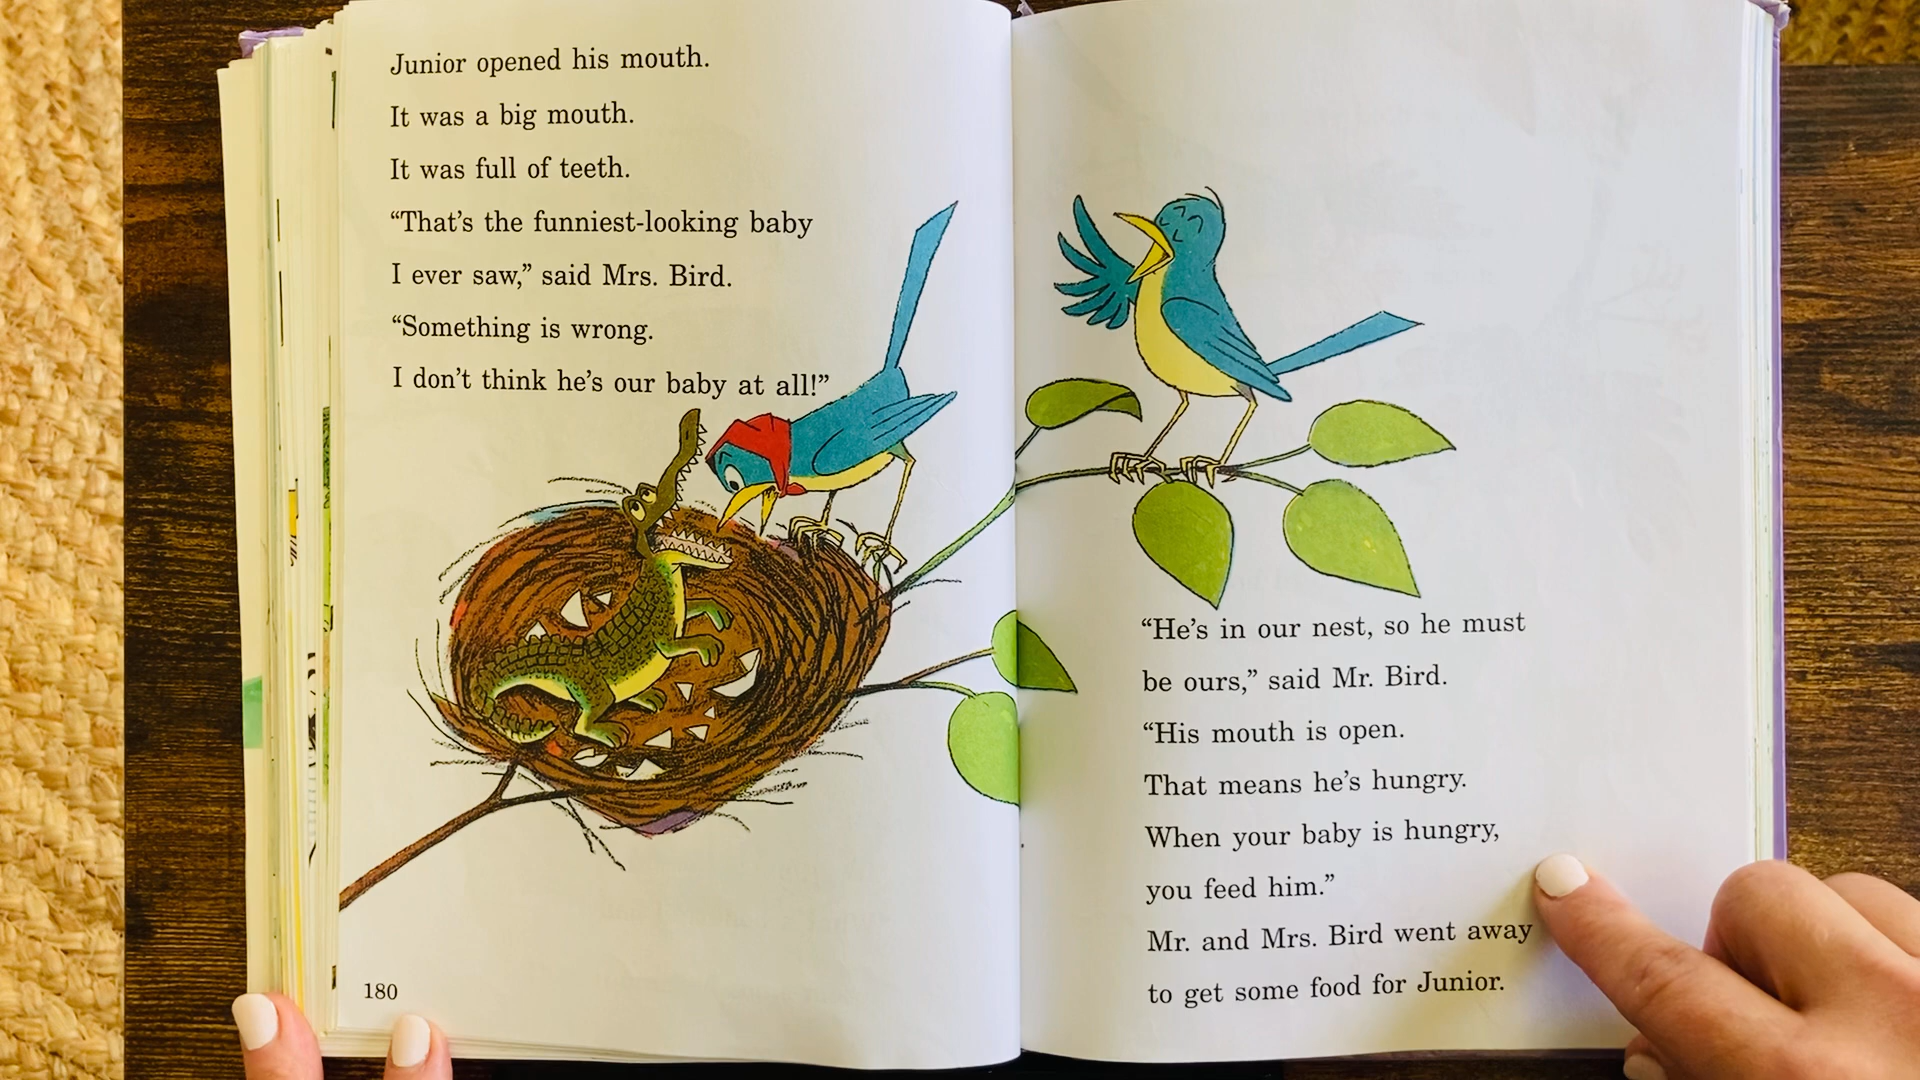 Junior opened his mouth.
It was a big mouth.
It was full of teeth.
“That’s the funniest-looking baby
I ever saw,” said Mrs. Bird.
“Something is wrong.
I don’t think he’s our baby at all!”
180
“He’s in our nest, so he must
be ours,” said Mr. Bird.
“His mouth is open.
That means he’s hungry.
When your baby is hungry,
you feed him.”
Mr. and Mrs. Bird went away
to get some food for Junior.